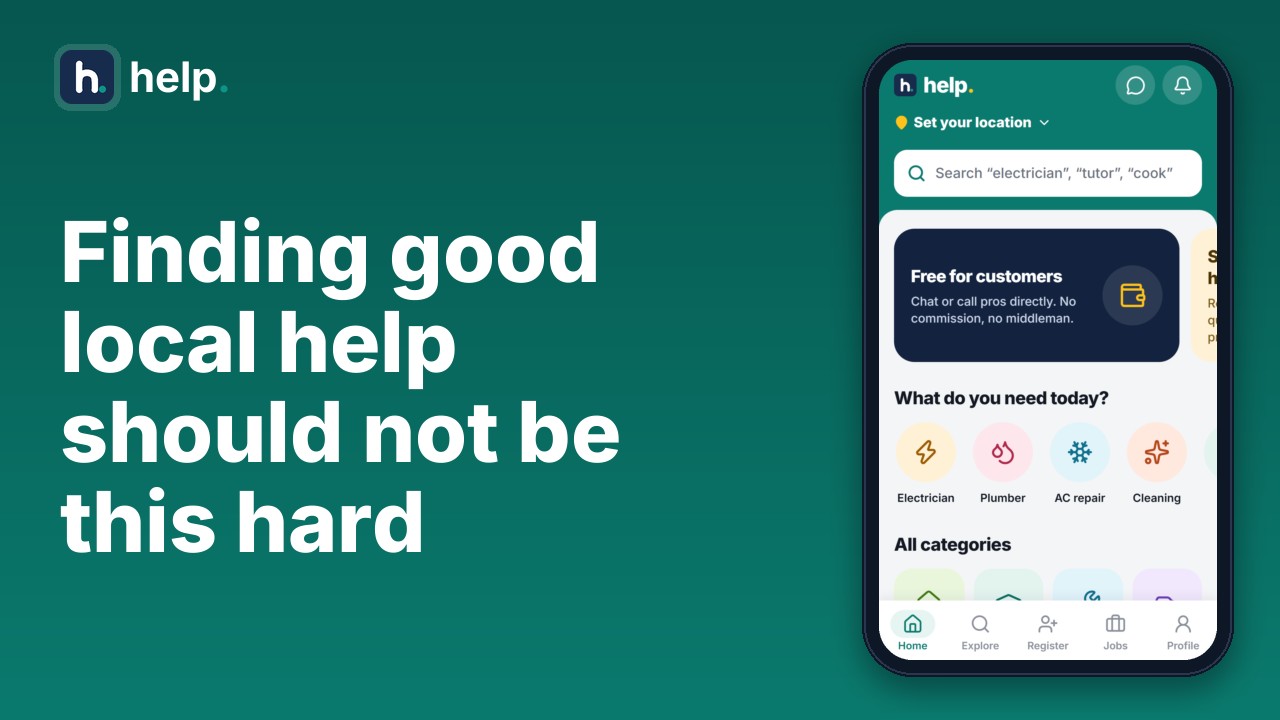 h.
help.
Finding good
local help
should not be
this hard
h.
help.
Set your location
Search “electrician”, “tutor”, “cook”
Free for customers
Chat or call pros directly. No
commission, no middleman.
What do you need today?
Electrician
Plumber
AC repair
Cleaning
All categories
Home
Explore
Register
Jobs
Profile